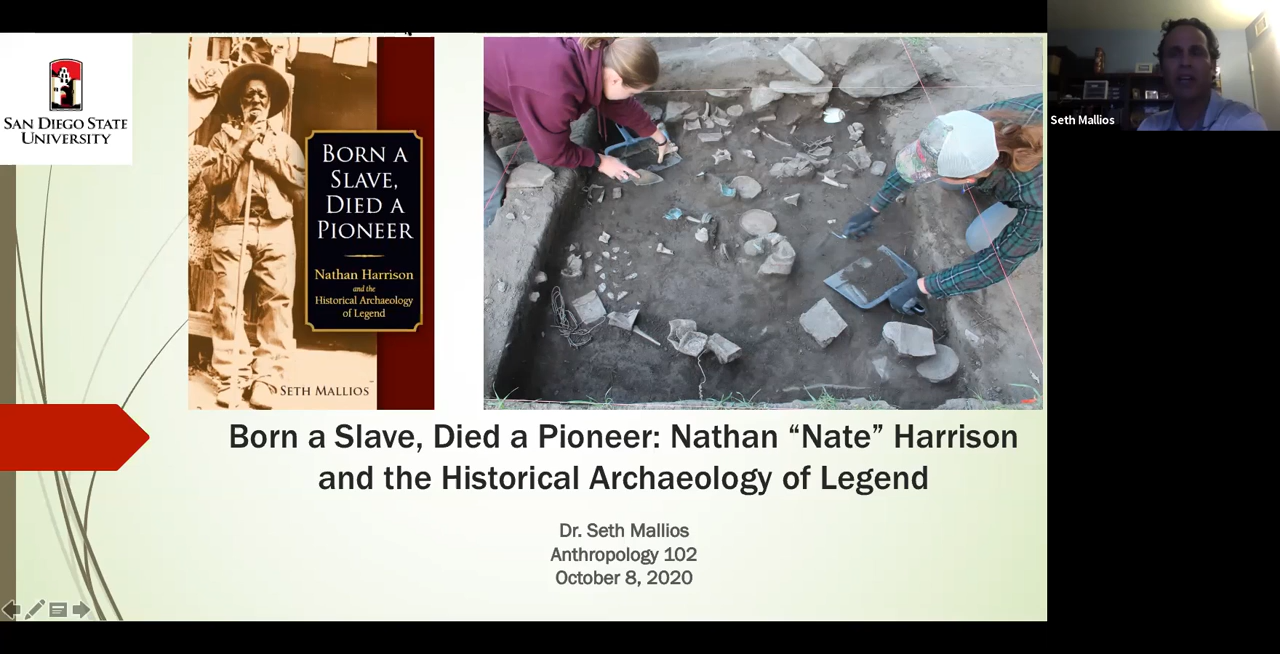 SAN DIEGO STATE
UNIVERSITY
BORN A
SLAVE,
DIED A
PIONEER
Nathan Harrison
and the
Historical Archaeology
of Legend
SETH MALLIOS
Seth Mallios
Born a Slave, Died a Pioneer: Nathan “Nate” Harrison
and the Historical Archaeology of Legend
Dr. Seth Mallios
Anthropology 102
October 8, 2020